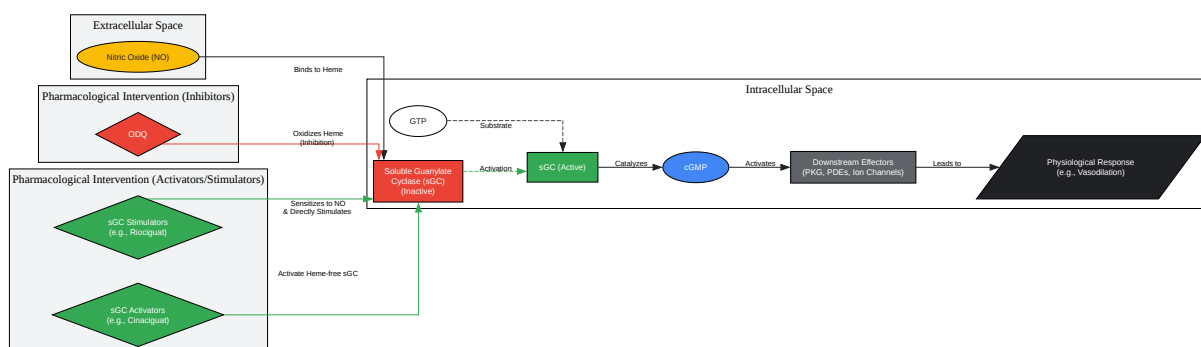 Extracellular Space
Nitric Oxide (NO)
Binds to Heme
Pharmacological Intervention (Inhibitors)
ODQ
Oxidizes Heme
(Inhibition)
Pharmacological Intervention (Activators/Stimulators)
sGC Stimulators
(e.g., Riociguat)
Sensitizes to NO
& Directly Stimulates
sGC Activators
(e.g., Cinaciguat)
Activate Heme-free sGC
Intracellular Space
GTP
Substrate
Soluble Guanylate
Cyclase (sGC)
(Inactive)
Activation
sGC (Active)
Catalyzes
cGMP
Activates
Downstream Effectors
(PKG, PDEs, Ion Channels)
Leads to
Physiological Response
(e.g., Vasodilation)